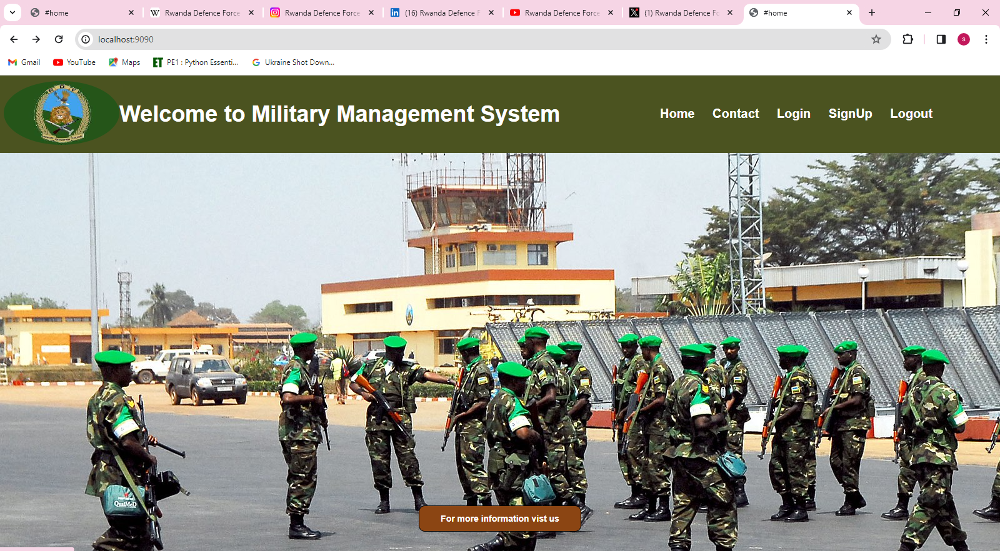 #home
Rwanda Defence Force
Rwanda Defence Force
(16) Rwanda Defence F
Rwanda Defence Force
(1) Rwanda Defence Fo
#home
localhost:9090
s
Gmail
YouTube
Maps
PE1 : Python Essenti...
Ukraine Shot Down...
RDF
Welcome to Military Management System
Home
Contact
Login
SignUp
Logout
QualMed
For more information vist us